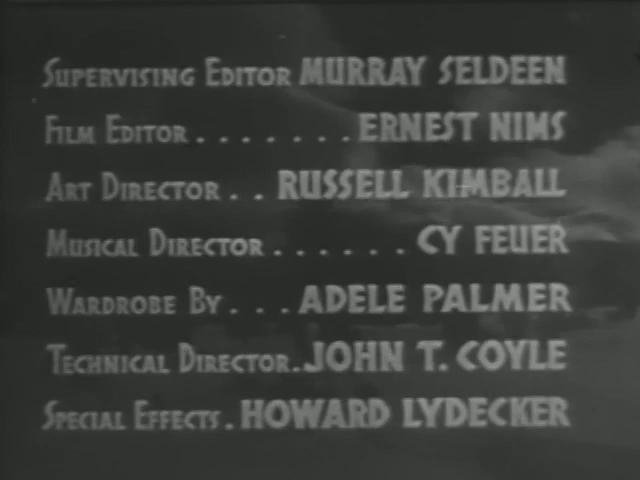 SUPERVISING EDITOR MURRAY SELDEEN
FILM EDITOR . . . . . . . ERNEST NIMS
ART DIRECTOR . . RUSSELL KIMBALL
MUSICAL DIRECTOR . . . . . . CY FEUER
WARDROBE BY . . . ADELE PALMER
TECHNICAL DIRECTOR. JOHN T. COYLE
SPECIAL EFFECTS . HOWARD LYDECKER